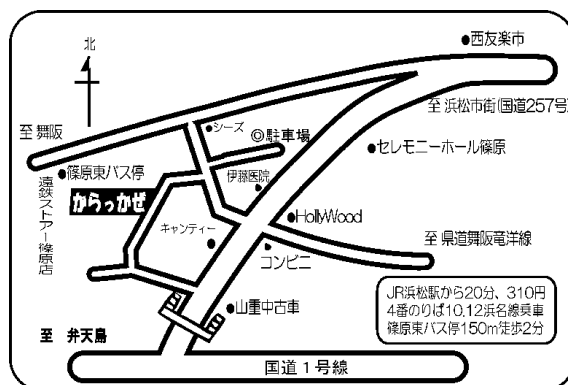 北
西友楽市
至 浜松市街(国道257号)
至 舞阪
シーズ
◎駐車場
セレモニーホール篠原
篠原東バス停
伊藤医院
遠鉄ストアー篠原店
からっかぜ
キャンティー
HollyWood
至 県道舞阪竜洋線
コンビニ
JR浜松駅から20分、310円
4番のりば10.12浜名線乗車
篠原東バス停150m徒歩2分
山重中古車
至 弁天島
国道1号線